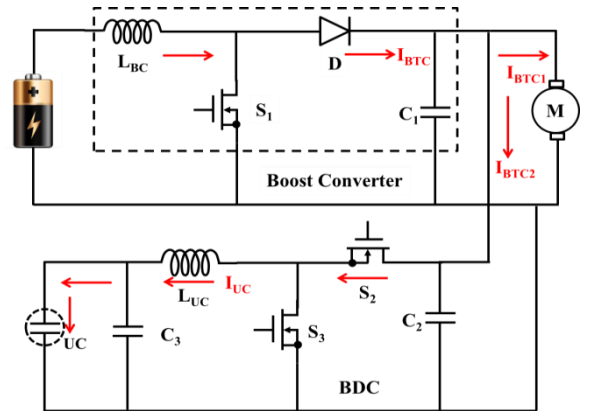 L_BC
D
I_BTC
I_BTC1
S_1
C_1
M
I_BTC2
Boost Converter
I_UC
L_UC
S_2
UC
C_3
S_3
C_2
BDC